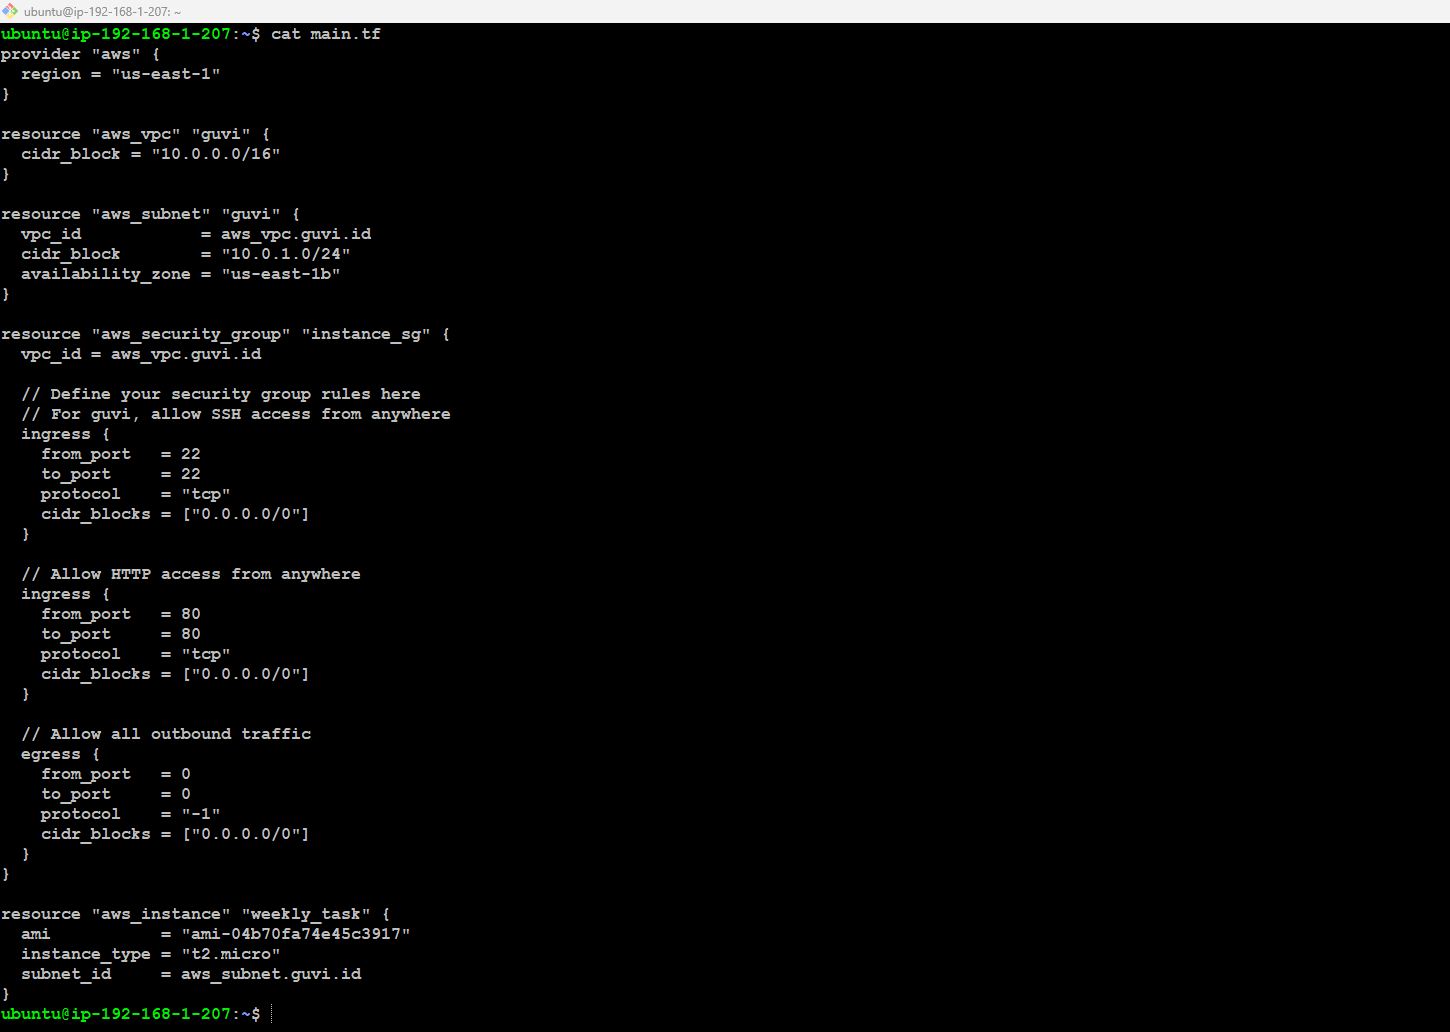 ubuntu@ip-192-168-1-207: ~
ubuntu@ip-192-168-1-207:~$ cat main.tf
provider "aws" {
  region = "us-east-1"
}

resource "aws_vpc" "guvi" {
  cidr_block = "10.0.0.0/16"
}

resource "aws_subnet" "guvi" {
  vpc_id            = aws_vpc.guvi.id
  cidr_block        = "10.0.1.0/24"
  availability_zone = "us-east-1b"
}

resource "aws_security_group" "instance_sg" {
  vpc_id = aws_vpc.guvi.id

  // Define your security group rules here
  // For guvi, allow SSH access from anywhere
  ingress {
    from_port   = 22
    to_port     = 22
    protocol    = "tcp"
    cidr_blocks = ["0.0.0.0/0"]
  }

  // Allow HTTP access from anywhere
  ingress {
    from_port   = 80
    to_port     = 80
    protocol    = "tcp"
    cidr_blocks = ["0.0.0.0/0"]
  }

  // Allow all outbound traffic
  egress {
    from_port   = 0
    to_port     = 0
    protocol    = "-1"
    cidr_blocks = ["0.0.0.0/0"]
  }
}

resource "aws_instance" "weekly_task" {
  ami           = "ami-04b70fa74e45c3917"
  instance_type = "t2.micro"
  subnet_id     = aws_subnet.guvi.id
}
ubuntu@ip-192-168-1-207:~$